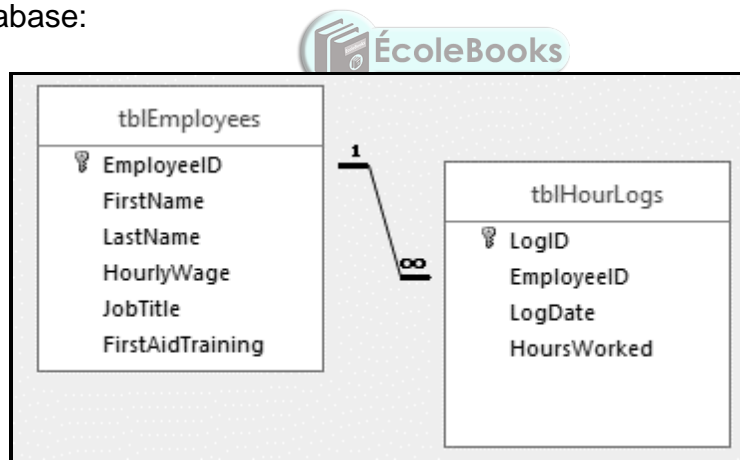 abase:
ÉcoleBooks
tblEmployees
EmployeeID
FirstName
LastName
HourlyWage
JobTitle
FirstAidTraining
1
∞
tblHourLogs
LogID
EmployeeID
LogDate
HoursWorked